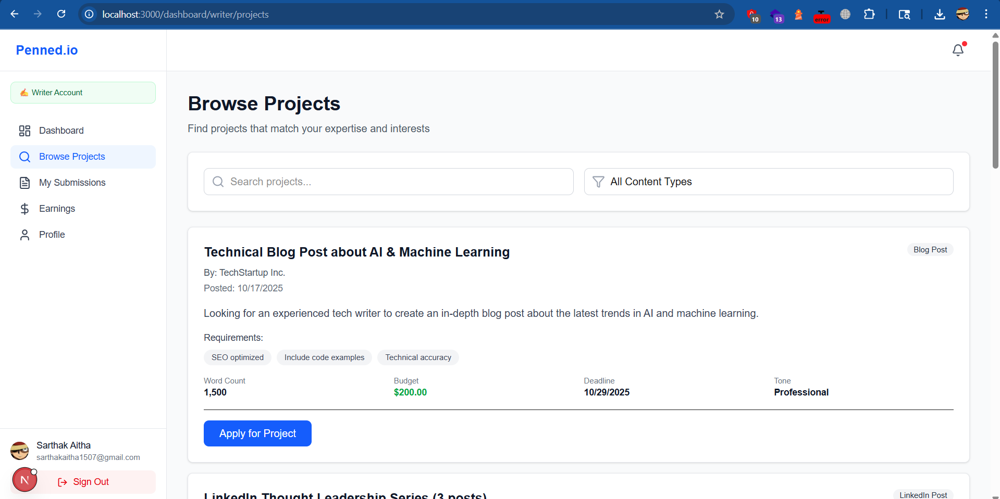 localhost:3000/dashboard/writer/projects
10
13
error
Penned.io
✍ Writer Account
Dashboard
Browse Projects
My Submissions
Earnings
Profile
Sarthak Aitha
sarthakaitha1507@gmail.com
N
Sign Out
Browse Projects
Find projects that match your expertise and interests
Search projects...
All Content Types
Technical Blog Post about AI & Machine Learning
Blog Post
By: TechStartup Inc.
Posted: 10/17/2025
Looking for an experienced tech writer to create an in-depth blog post about the latest trends in AI and machine learning.
Requirements:
SEO optimized Include code examples Technical accuracy
Word Count Budget Deadline Tone
1,500 $200.00 10/29/2025 Professional
Apply for Project
LinkedIn Thought Leadership Series (3 posts)
LinkedIn Post